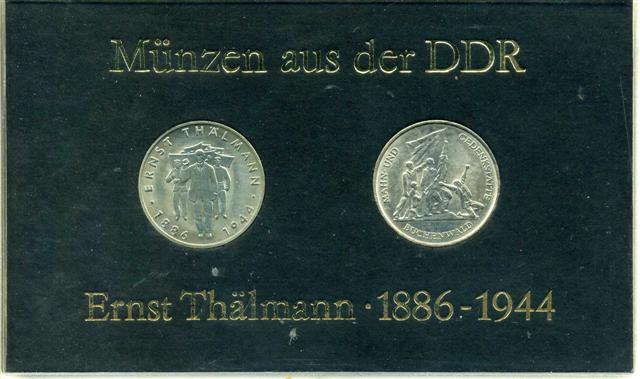 Münzen aus der DDR
· ERNST THÄLMANN ·
1886 1944
MAHN- UND GEDENKSTÄTTE
BUCHENWALD
Ernst Thälmann · 1886-1944